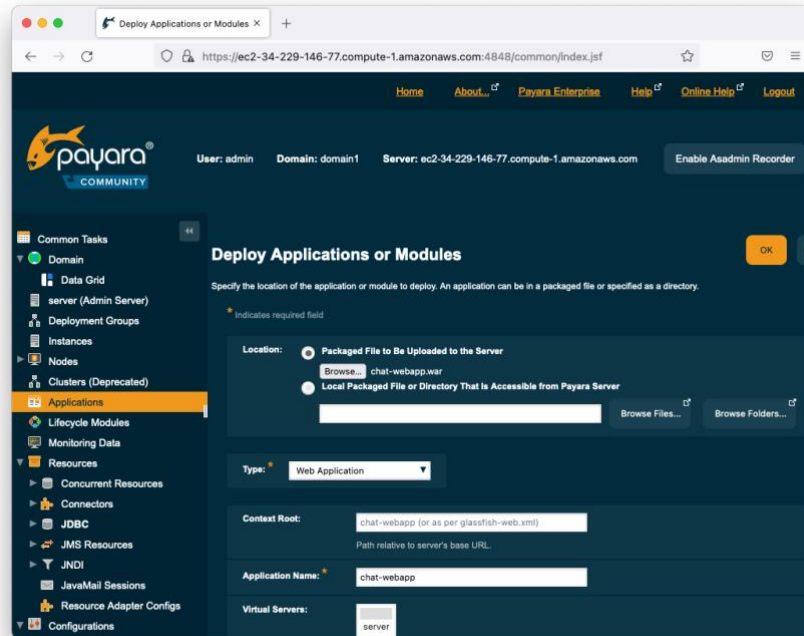 Deploy Applications or Modules
https://ec2-34-229-146-77.compute-1.amazonaws.com:4848/common/index.jsf
Home About... Payara Enterprise Help Online Help Logout
payara®
COMMUNITY
User: admin Domain: domain1 Server: ec2-34-229-146-77.compute-1.amazonaws.com Enable Asadmin Recorder
Common Tasks
Domain
Data Grid
server (Admin Server)
Deployment Groups
Instances
Nodes
Clusters (Deprecated)
Applications
Lifecycle Modules
Monitoring Data
Resources
Concurrent Resources
Connectors
JDBC
JMS Resources
JNDI
JavaMail Sessions
Resource Adapter Configs
Configurations
Deploy Applications or Modules
OK
Specify the location of the application or module to deploy. An application can be in a packaged file or specified as a directory.
* Indicates required field
Location: Packaged File to Be Uploaded to the Server
Browse... chat-webapp.war
Local Packaged File or Directory That Is Accessible from Payara Server
Browse Files... Browse Folders...
Type: * Web Application
Context Root: chat-webapp (or as per glassfish-web.xml)
Path relative to server's base URL.
Application Name: * chat-webapp
Virtual Servers: server